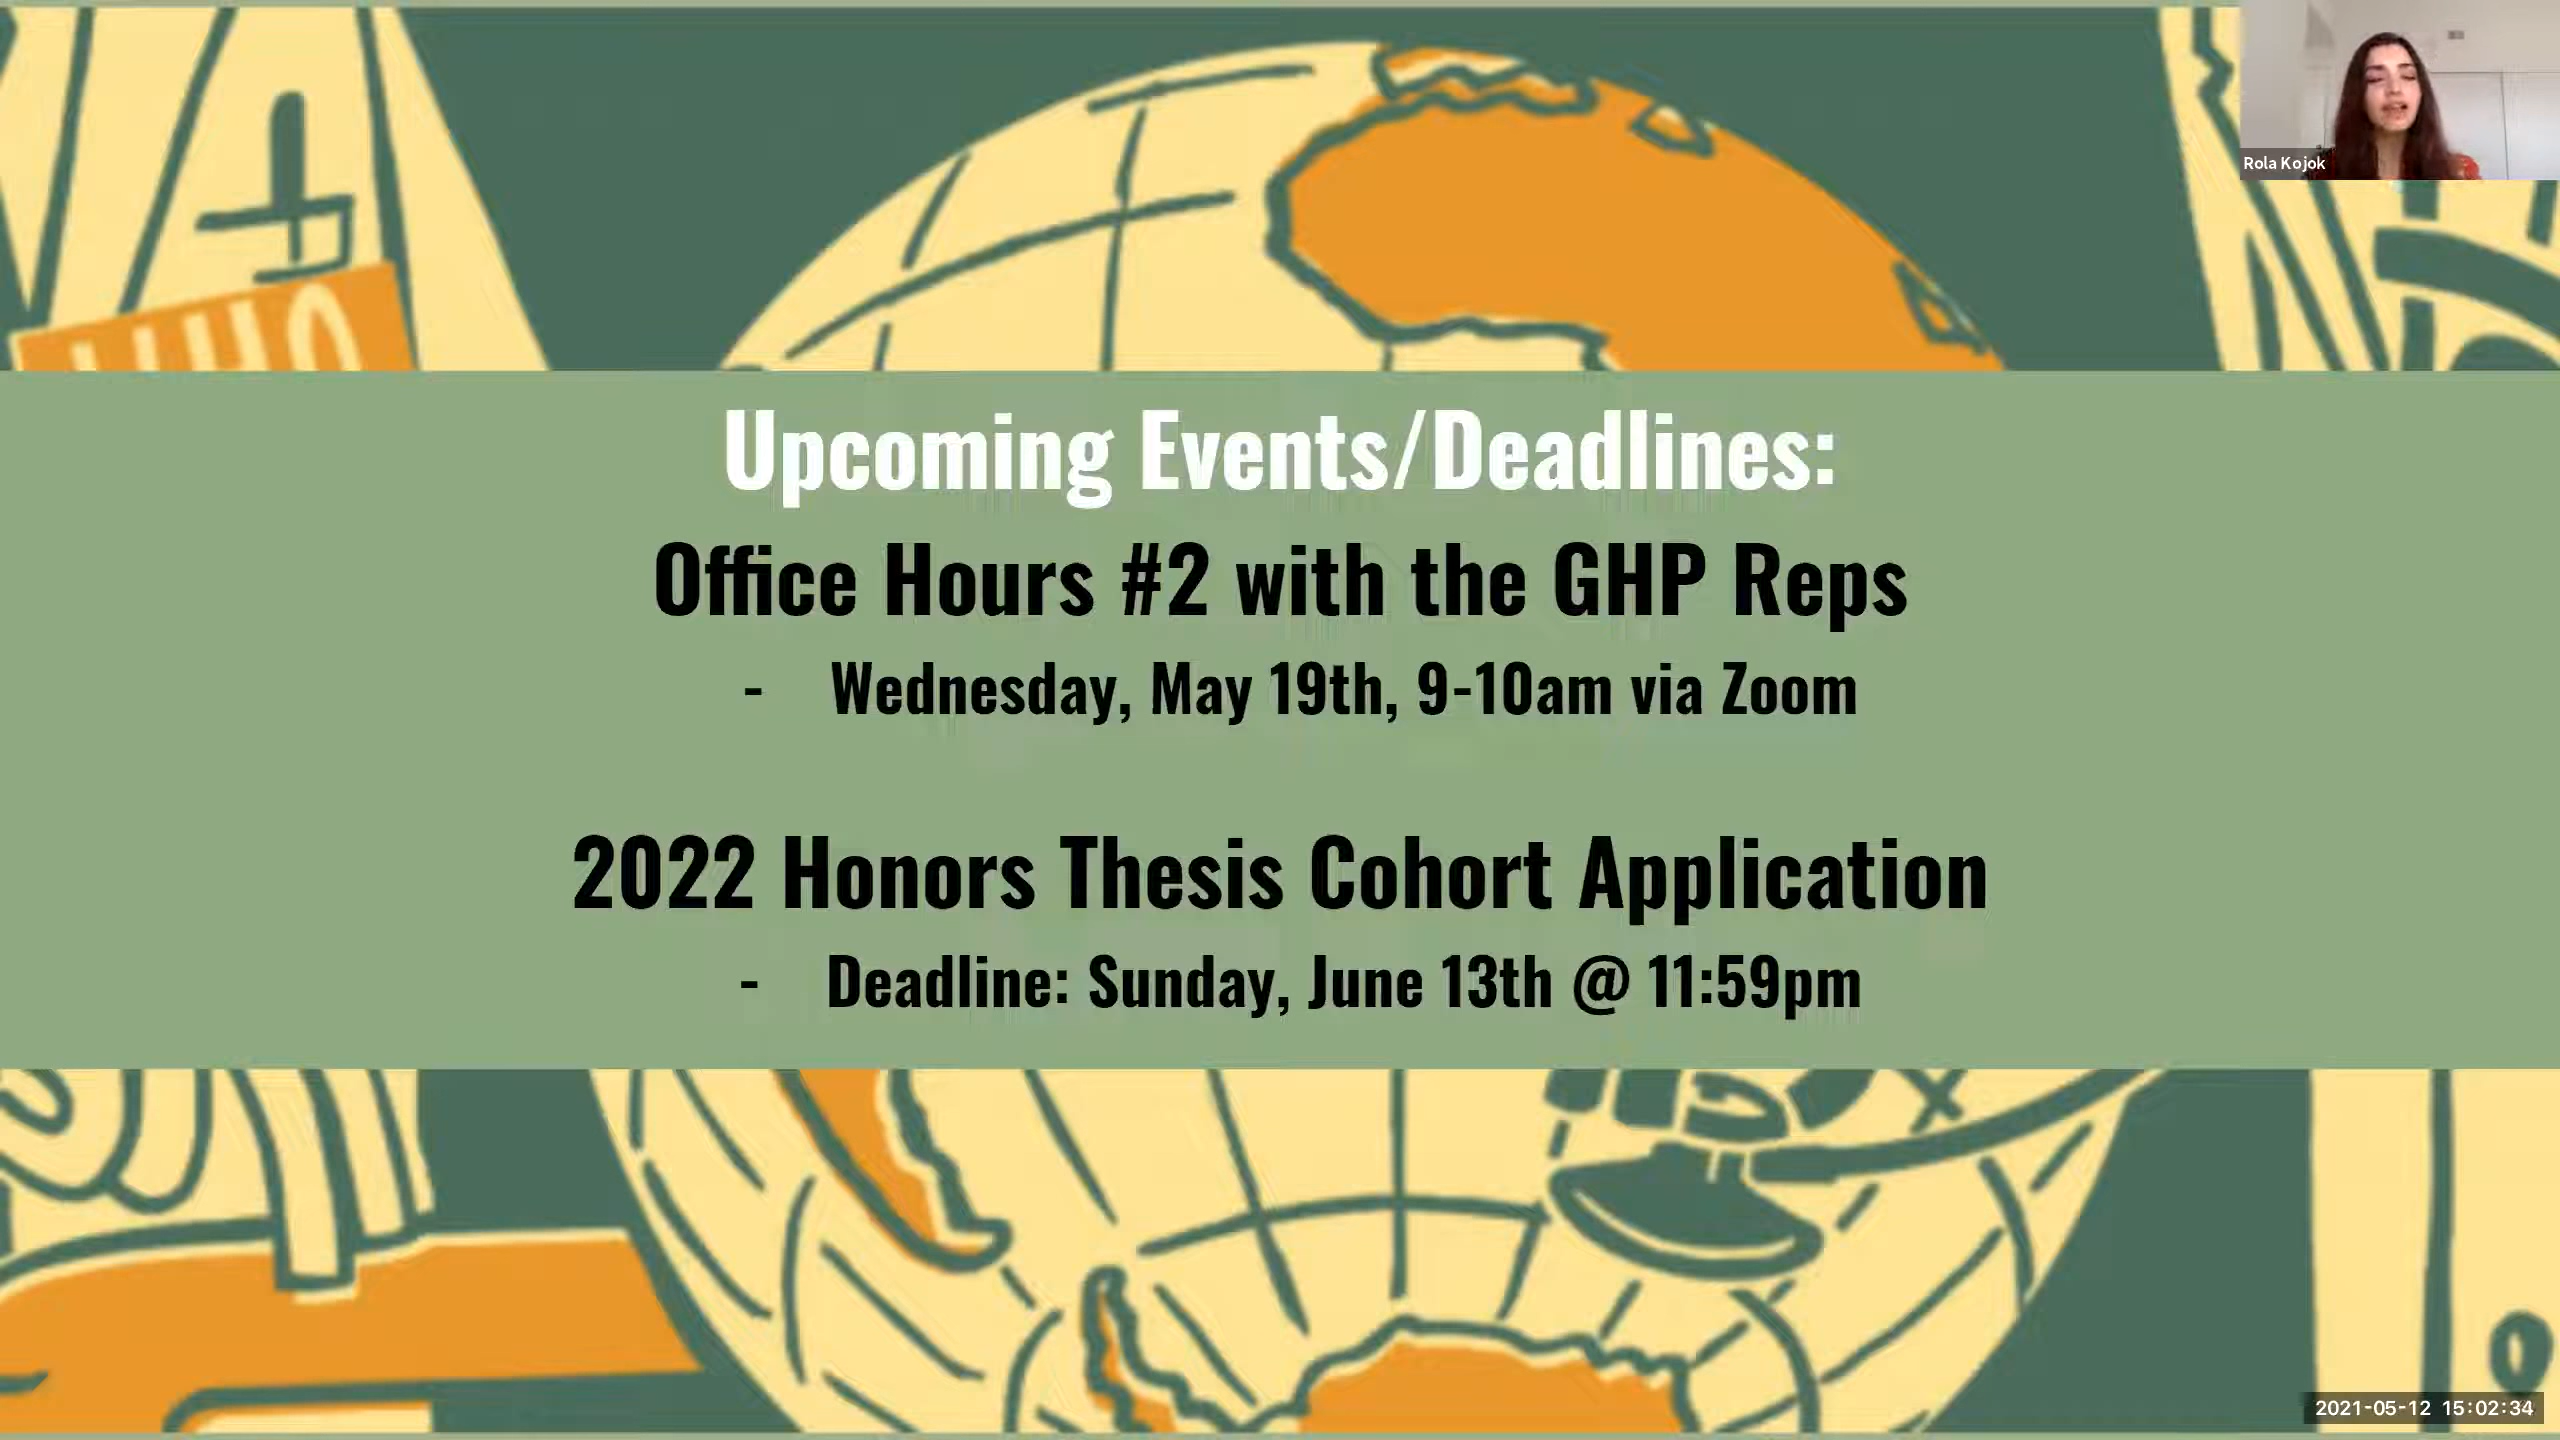 Rola Kojok
WHO
Upcoming Events/Deadlines:
Office Hours #2 with the GHP Reps
- Wednesday, May 19th, 9-10am via Zoom
2022 Honors Thesis Cohort Application
- Deadline: Sunday, June 13th @ 11:59pm
2021-05-12 15:02:34